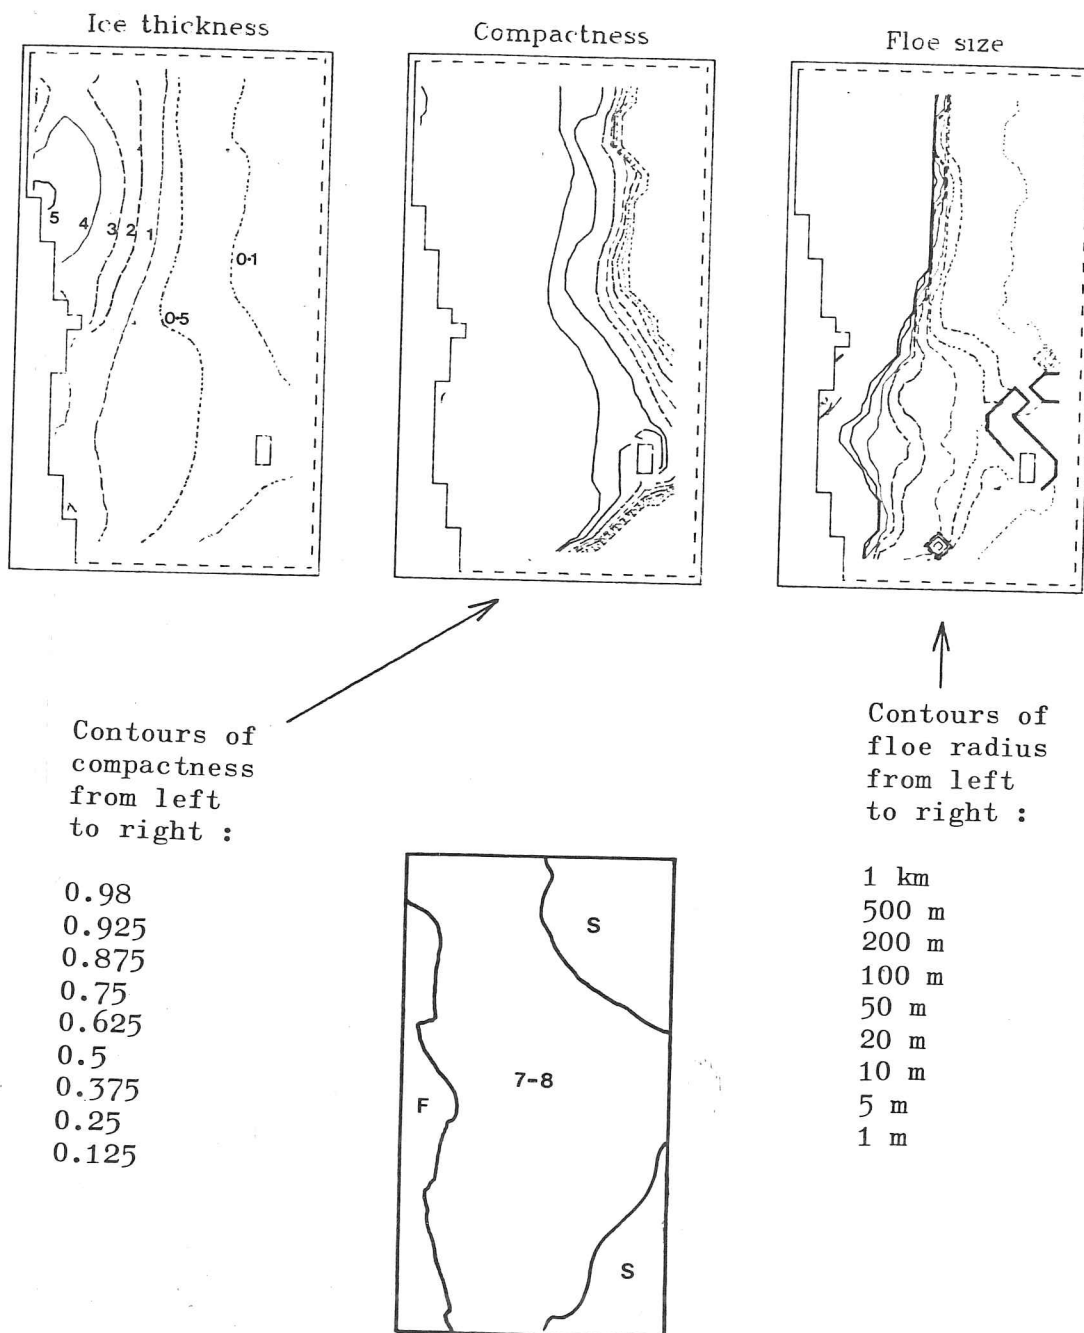 Ice thickness
Compactness
Floe size
5
4
3
2
1
0·1
0·5
Contours of
compactness
from left
to right :
0.98
0.925
0.875
0.75
0.625
0.5
0.375
0.25
0.125
Contours of
floe radius
from left
to right :
1 km
500 m
200 m
100 m
50 m
20 m
10 m
5 m
1 m
S
7-8
F
S